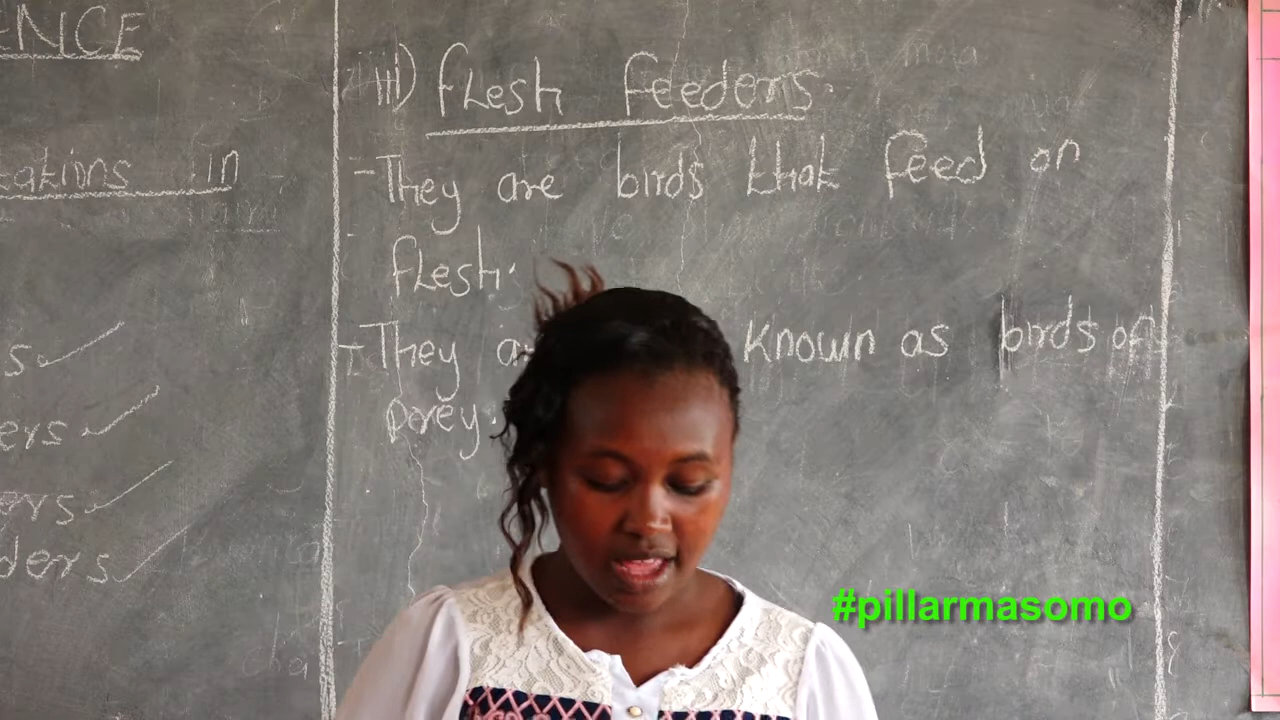 ENCE
tations in
s
ers
ers
ders
iii) Flesh feeders.
- They are birds that feed on
flesh.
- They known as birds of
prey.
#pillarmasomo